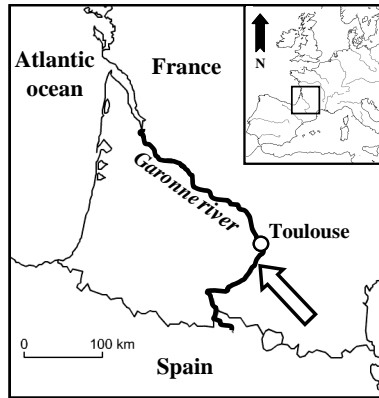 Atlantic
ocean
France
N
Garonne river
Toulouse
0 100 km
Spain